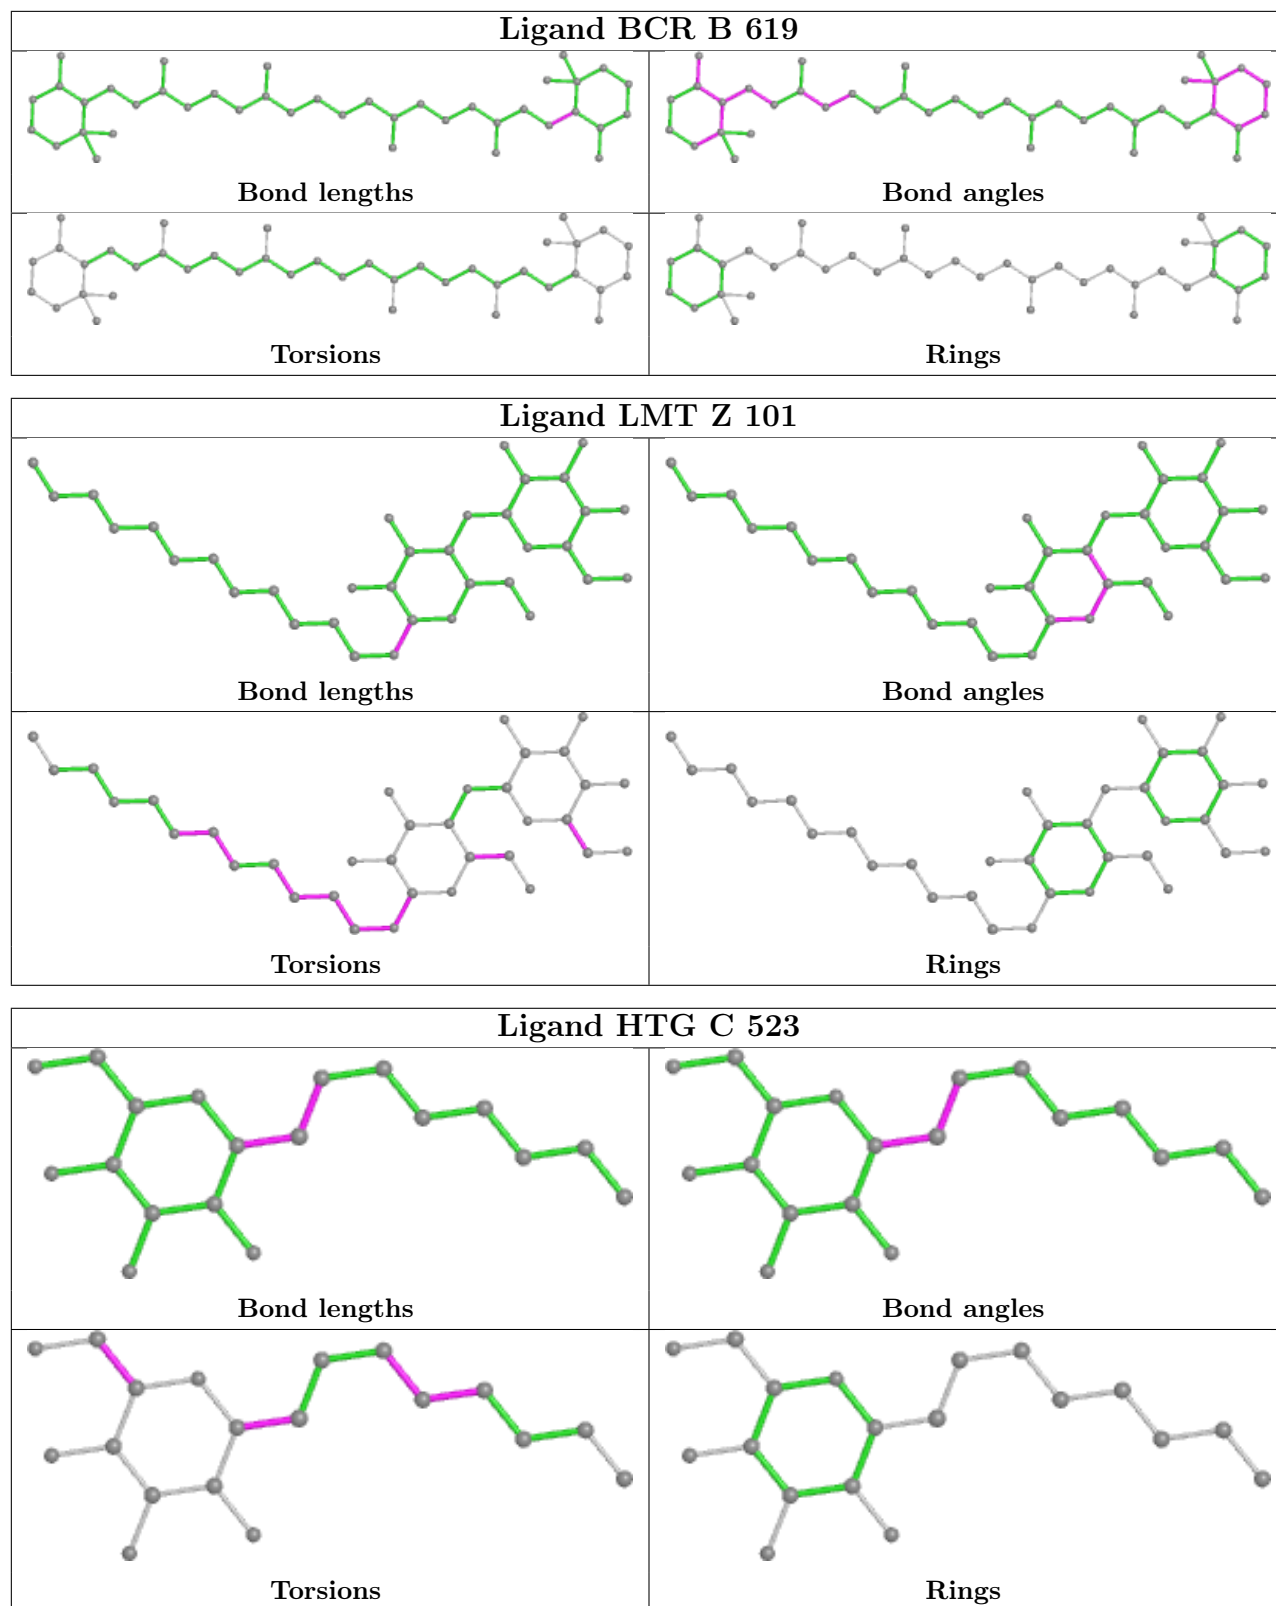 Ligand BCR B 619
Bond lengths
Bond angles
Torsions
Rings
Ligand LMT Z 101
Bond lengths
Bond angles
Torsions
Rings
Ligand HTG C 523
Bond lengths
Bond angles
Torsions
Rings